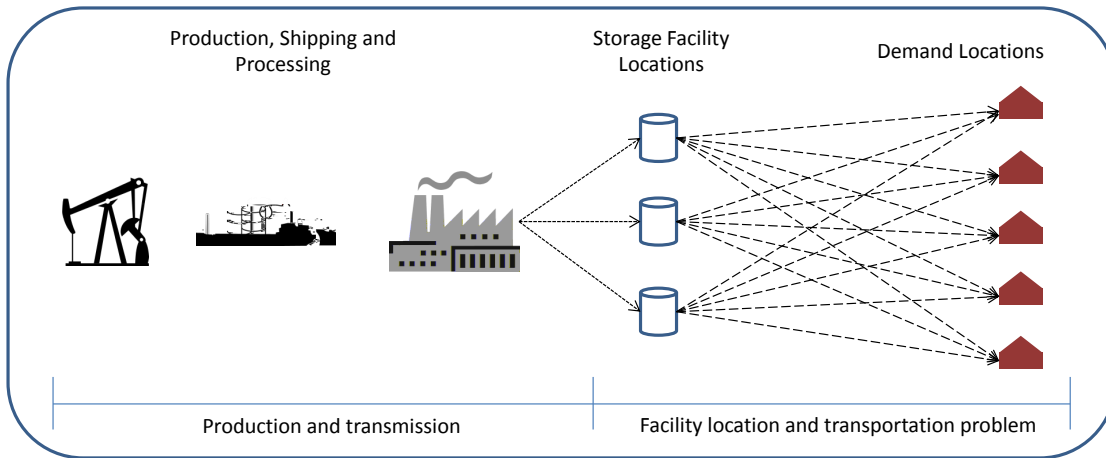 Production, Shipping and
Processing
Storage Facility
Locations
Demand Locations
Production and transmission
Facility location and transportation problem